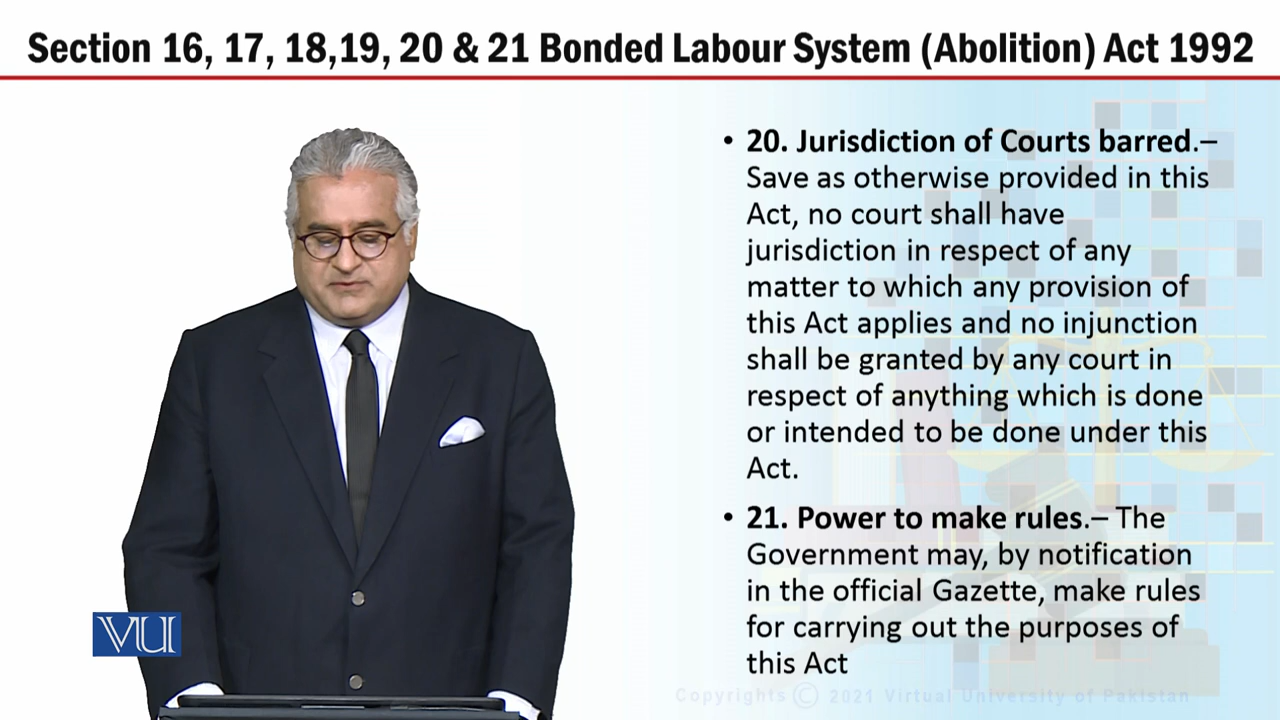 Section 16, 17, 18,19, 20 & 21 Bonded Labour System (Abolition) Act 1992
• 20. Jurisdiction of Courts barred.–
Save as otherwise provided in this
Act, no court shall have
jurisdiction in respect of any
matter to which any provision of
this Act applies and no injunction
shall be granted by any court in
respect of anything which is done
or intended to be done under this
Act.
• 21. Power to make rules.– The
Government may, by notification
in the official Gazette, make rules
for carrying out the purposes of
this Act
VU
Copyrights © 2021 Virtual University of Pakistan